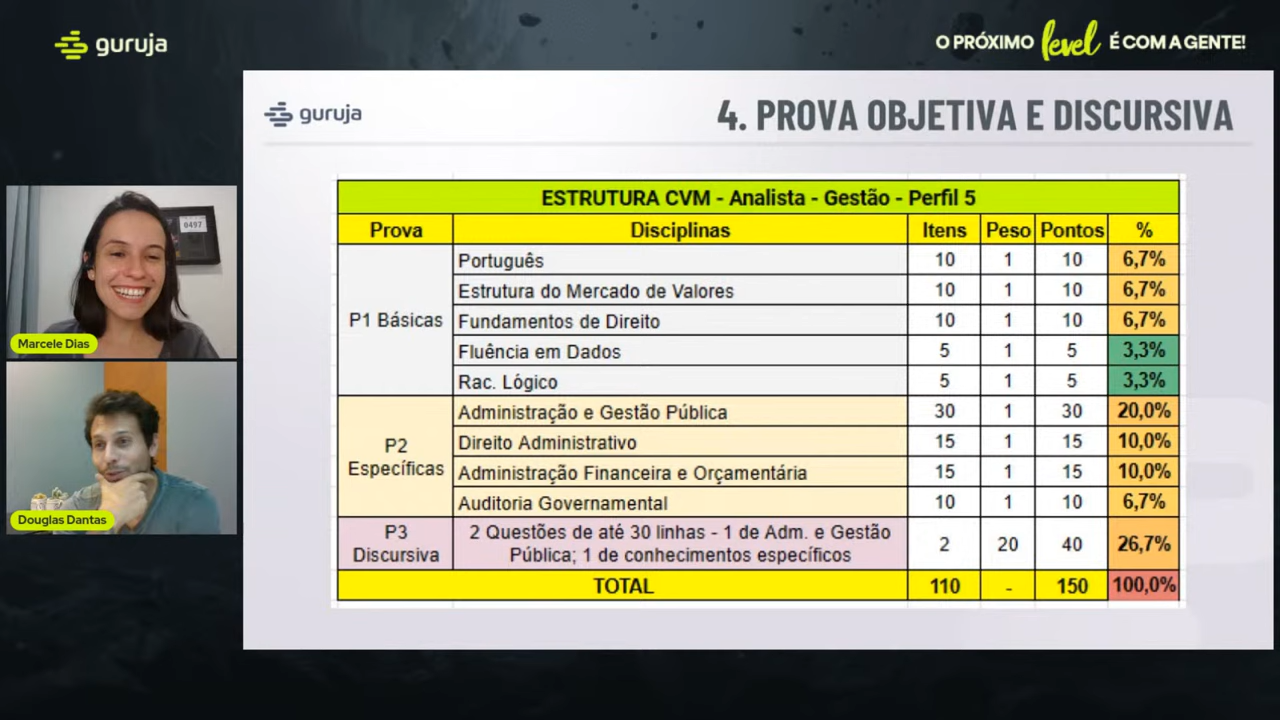 guruja
O PRÓXIMO level É COM A GENTE!
guruja
4. PROVA OBJETIVA E DISCURSIVA
ESTRUTURA CVM - Analista - Gestão - Perfil 5
Prova Disciplinas Itens Peso Pontos %
P1 Básicas
Português 10 1 10 6,7%
Estrutura do Mercado de Valores 10 1 10 6,7%
Fundamentos de Direito 10 1 10 6,7%
Fluência em Dados 5 1 5 3,3%
Rac. Lógico 5 1 5 3,3%
P2
Específicas
Administração e Gestão Pública 30 1 30 20,0%
Direito Administrativo 15 1 15 10,0%
Administração Financeira e Orçamentária 15 1 15 10,0%
Auditoria Governamental 10 1 10 6,7%
P3
Discursiva
2 Questões de até 30 linhas - 1 de Adm. e Gestão
Pública; 1 de conhecimentos específicos
2 20 40 26,7%
TOTAL 110 - 150 100,0%
0497
Marcele Dias
Douglas Dantas